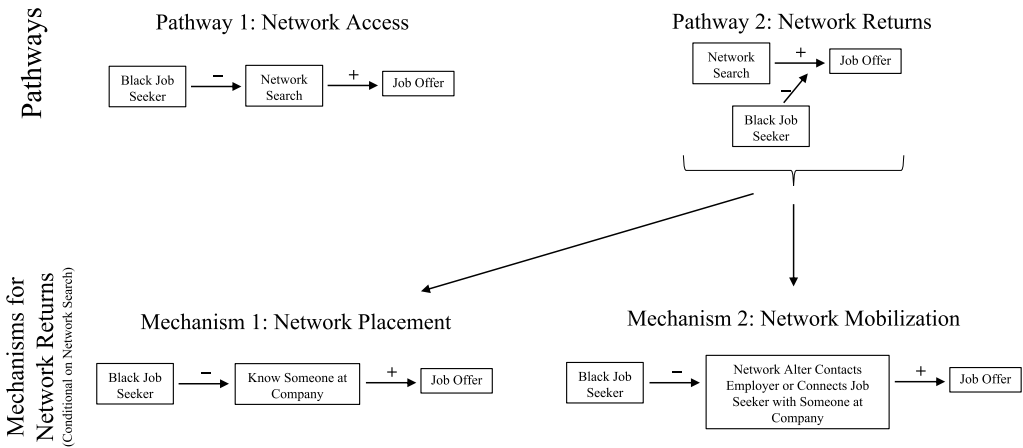 Pathways
Pathway 1: Network Access
Black Job
Seeker
–
Network
Search
+
Job Offer
Pathway 2: Network Returns
Network
Search
+
Job Offer
–
Black Job
Seeker
Mechanisms for
Network Returns
(Conditional on Network Search)
Mechanism 1: Network Placement
Black Job
Seeker
–
Know Someone at
Company
+
Job Offer
Mechanism 2: Network Mobilization
Black Job
Seeker
–
Network Alter Contacts
Employer or Connects Job
Seeker with Someone at
Company
+
Job Offer